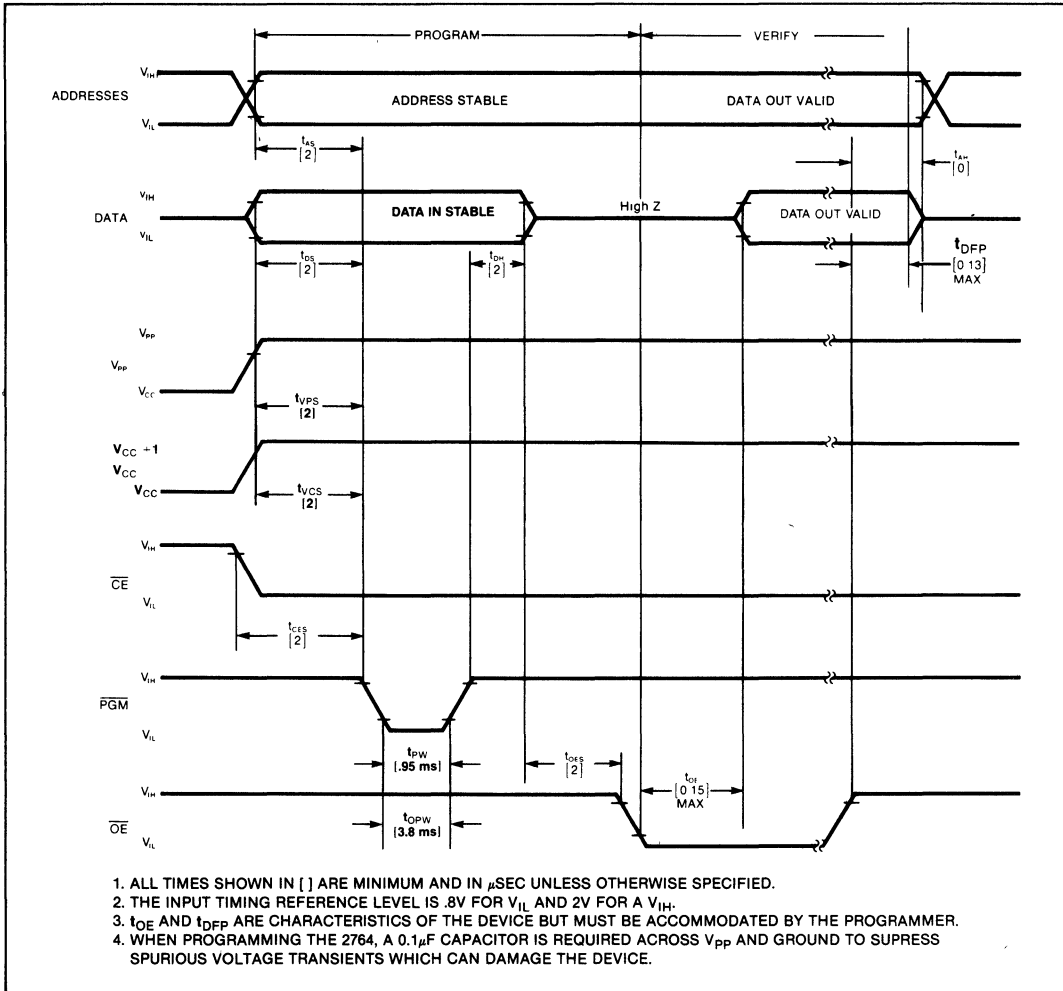 PROGRAM
VERIFY
ADDRESSES
VIH
VIL
ADDRESS STABLE
DATA OUT VALID
tAS
[2]
tAH
[0]
DATA
VIH
VIL
DATA IN STABLE
High Z
DATA OUT VALID
tDS
[2]
tDH
[2]
tDFP
[0 13]
MAX
VPP
VPP
VCC
tVPS
[2]
VCC +1
VCC
VCC
tVCS
[2]
VIH
CE
VIL
tCES
[2]
VIH
PGM
VIL
tPW
[.95 ms]
tOES
[2]
tOE
[0 15]
MAX
VIH
OE
VIL
tOPW
[3.8 ms]
1. ALL TIMES SHOWN IN [ ] ARE MINIMUM AND IN μSEC UNLESS OTHERWISE SPECIFIED.
2. THE INPUT TIMING REFERENCE LEVEL IS .8V FOR VIL AND 2V FOR A VIH.
3. tOE AND tDFP ARE CHARACTERISTICS OF THE DEVICE BUT MUST BE ACCOMMODATED BY THE PROGRAMMER.
4. WHEN PROGRAMMING THE 2764, A 0.1μF CAPACITOR IS REQUIRED ACROSS VPP AND GROUND TO SUPRESS
SPURIOUS VOLTAGE TRANSIENTS WHICH CAN DAMAGE THE DEVICE.